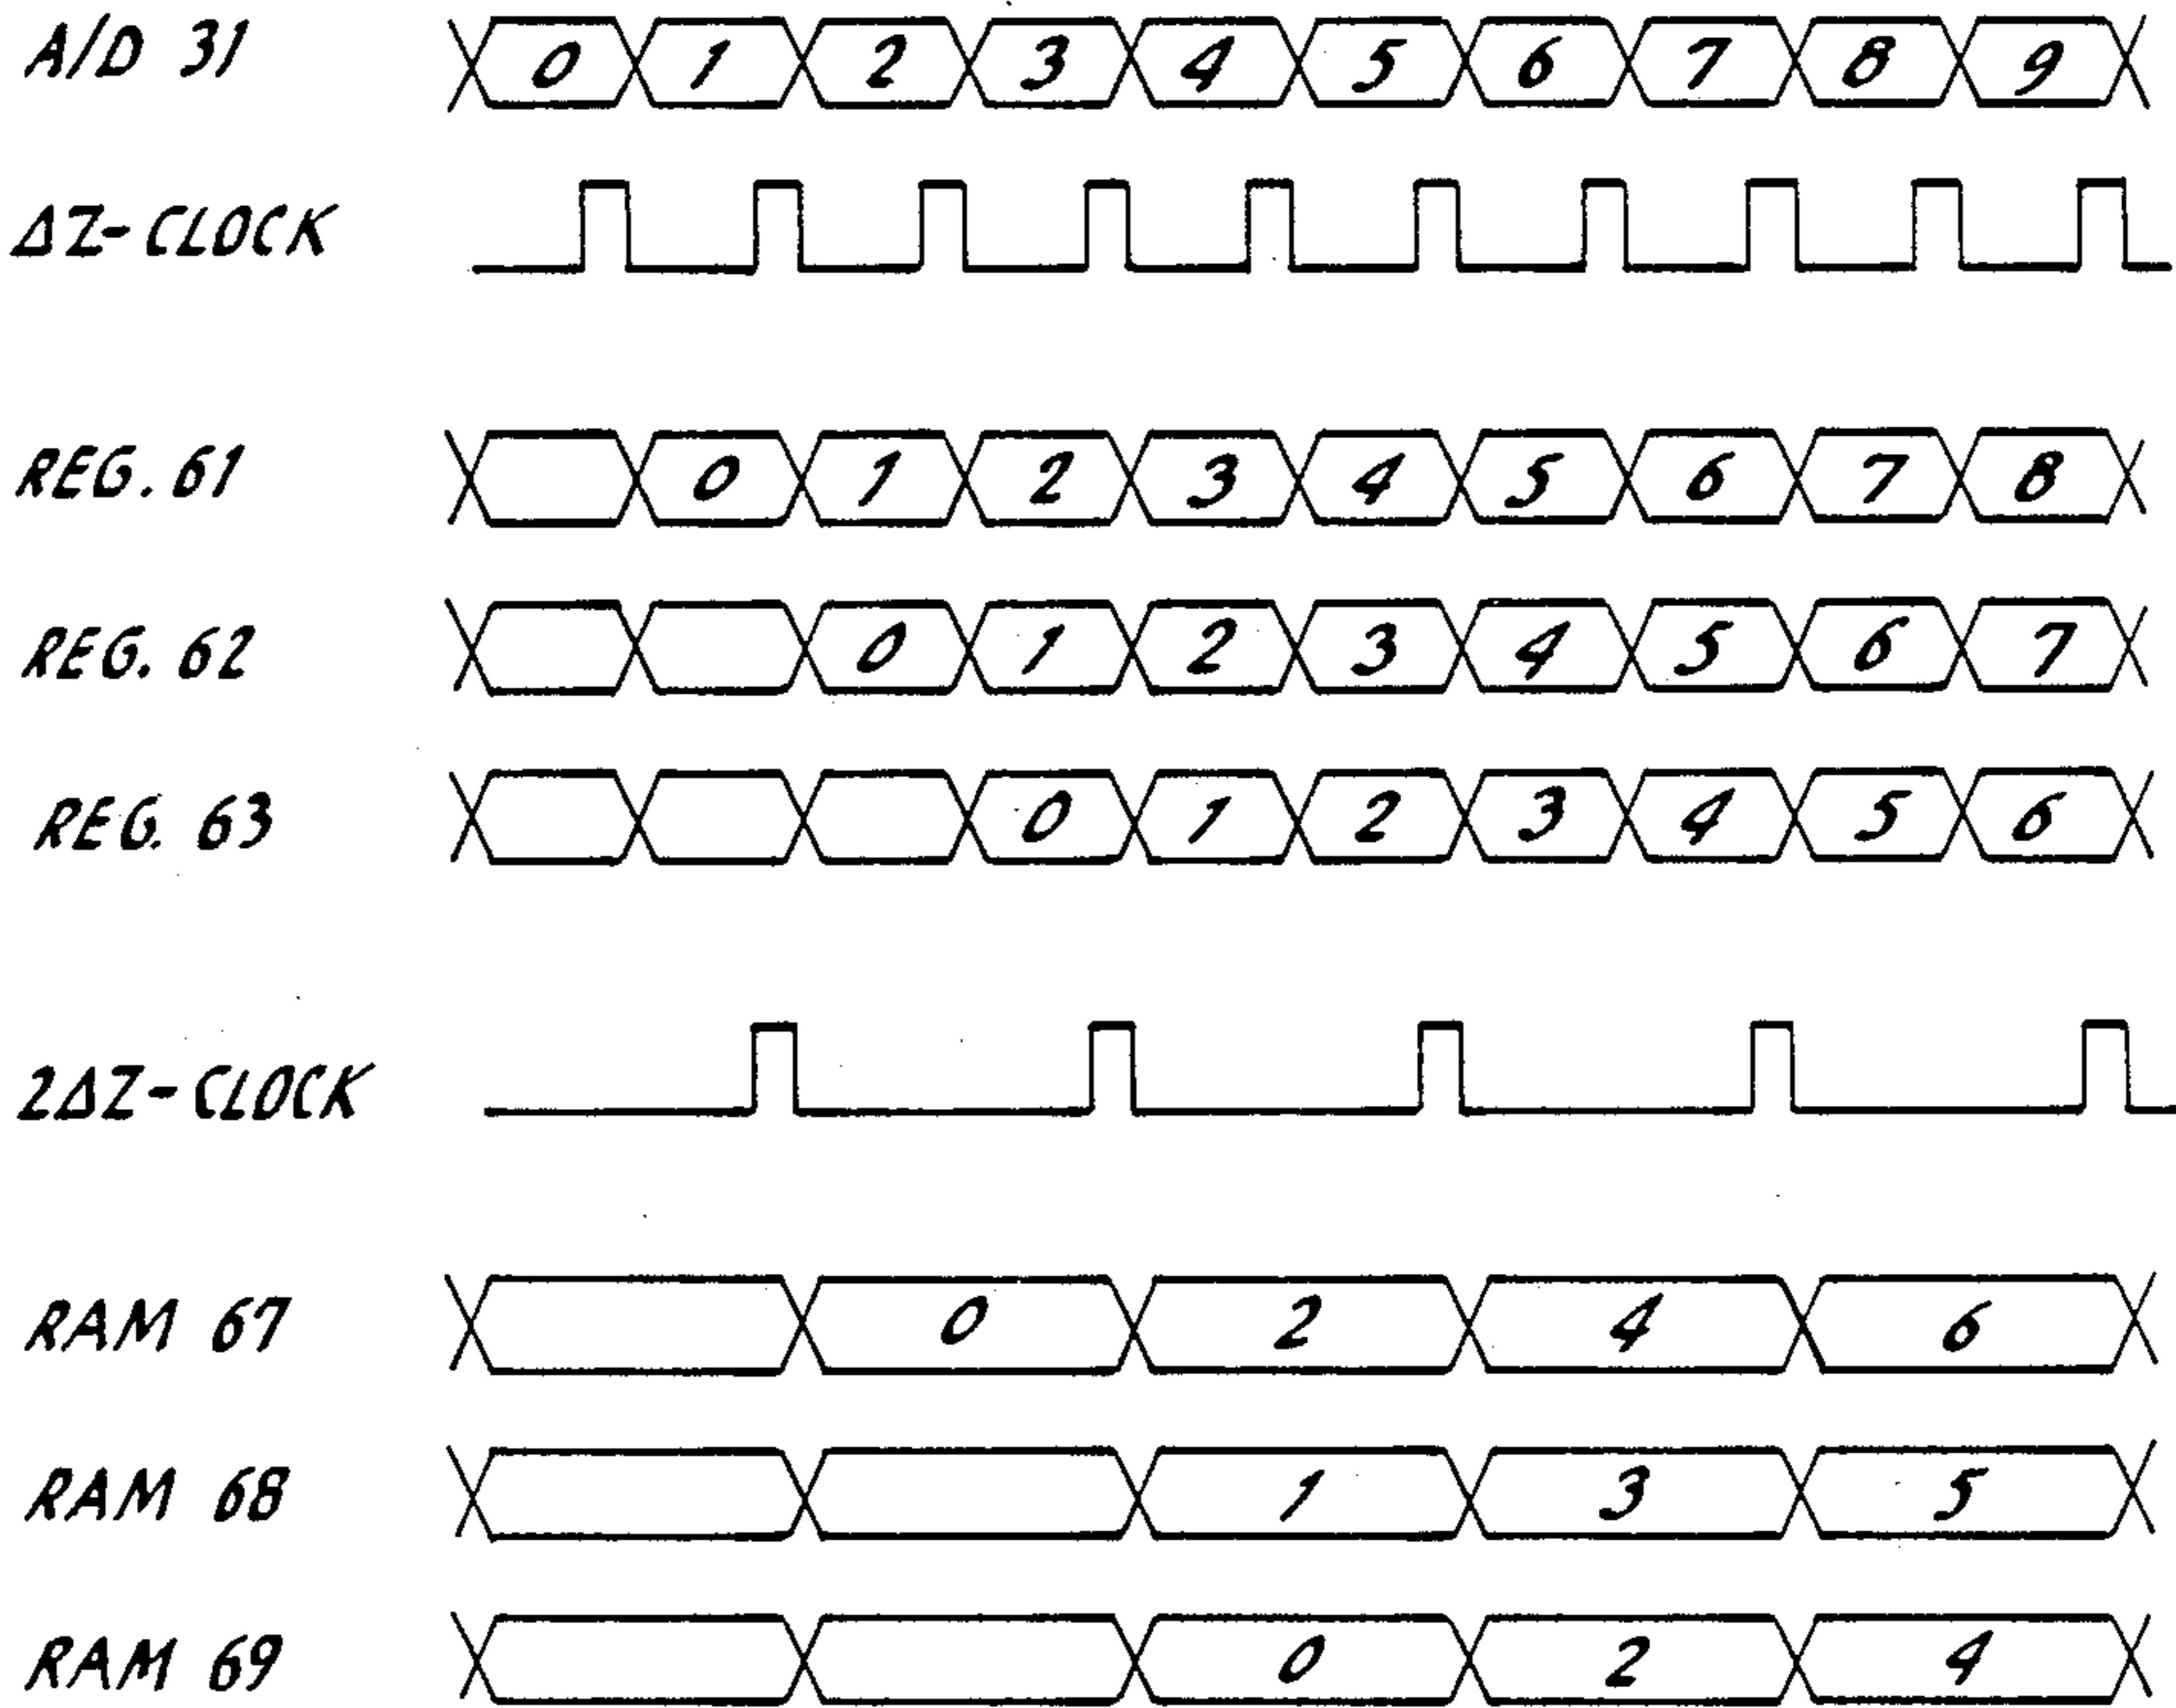 A/D 31 0 1 2 3 4 5 6 7 8 9
ΔZ-CLOCK
REG. 61 0 1 2 3 4 5 6 7 8
REG. 62 0 1 2 3 4 5 6 7
REG. 63 0 1 2 3 4 5 6
2ΔZ-CLOCK
RAM 67 0 2 4 6
RAM 68 1 3 5
RAM 69 0 2 4